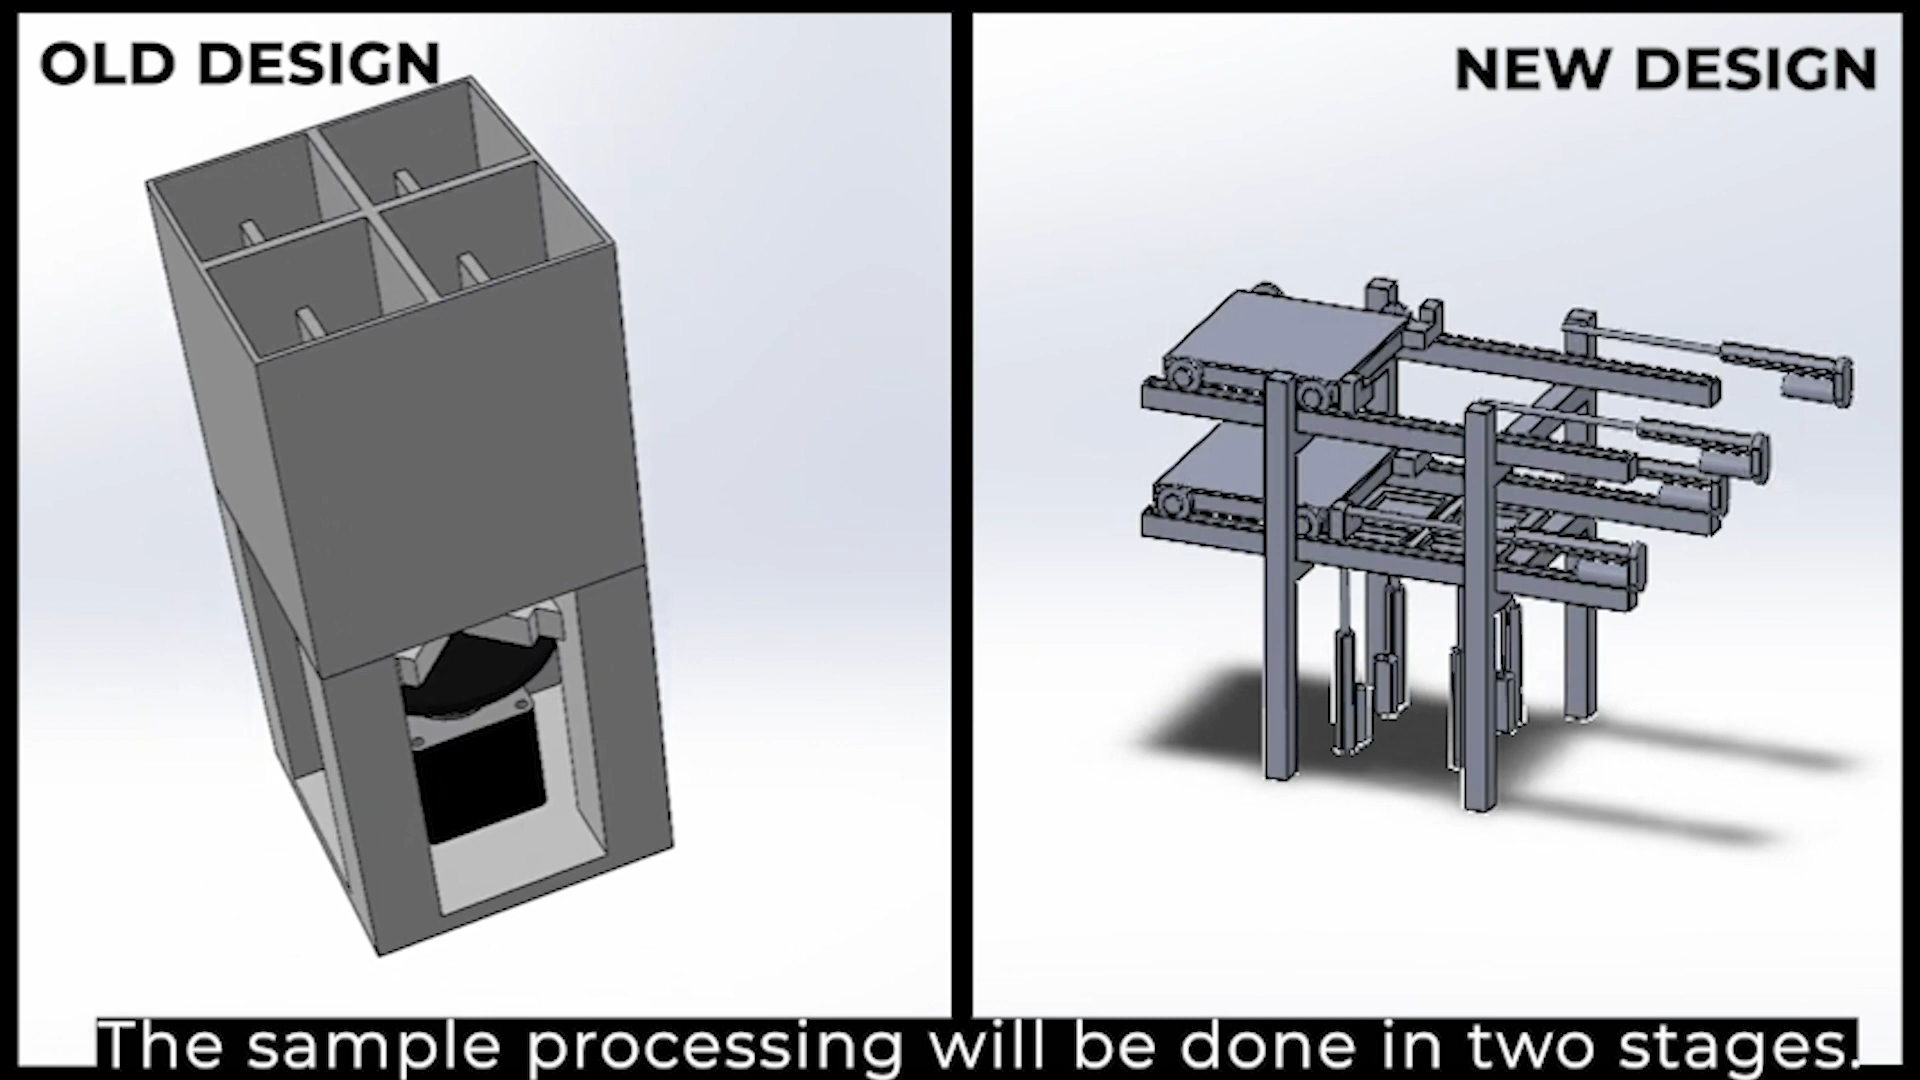 OLD DESIGN
NEW DESIGN
The sample processing will be done in two stages.